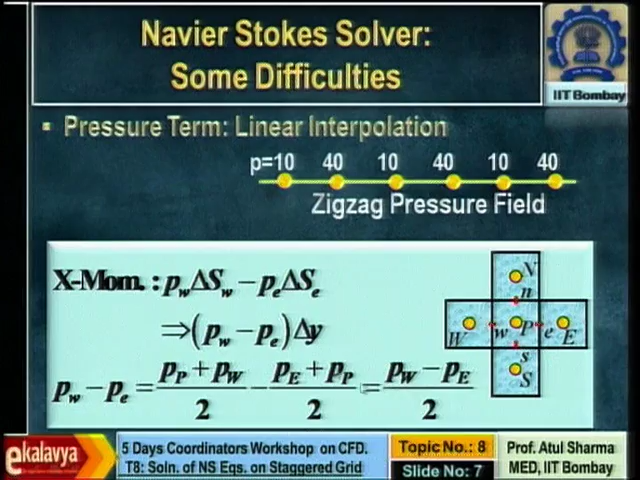 Navier Stokes Solver:
Some Difficulties
IIT Bombay
▪ Pressure Term: Linear Interpolation
p=10 40 10 40 10 40
Zigzag Pressure Field
X-Mom.: p_w ΔS_w − p_e ΔS_e
⇒ (p_w − p_e) Δy
p_w − p_e = (p_P + p_W)/2 − (p_E + p_P)/2 = (p_W − p_E)/2
N
n
W w P e E
s
S
ekalavya
5 Days Coordinators Workshop on CFD.
T8: Soln. of NS Eqs. on Staggered Grid
Topic No.: 8
Slide No: 7
Prof. Atul Sharma
MED, IIT Bombay